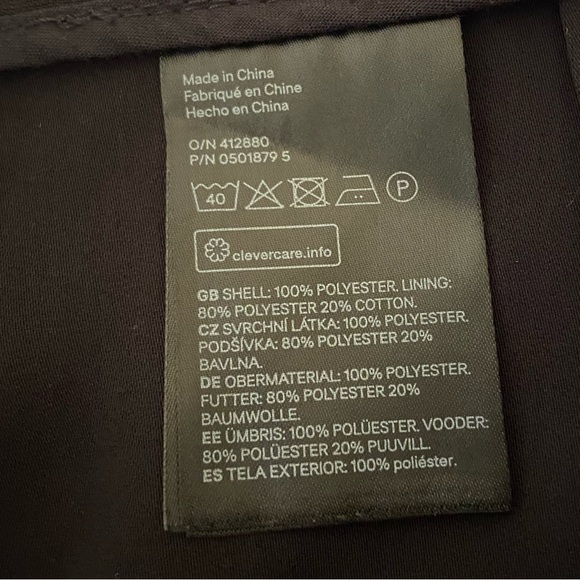 Made in China
Fabriqué en Chine
Hecho en China
O/N 412880
P/N 0501879 5
40 P
clevercare.info
GB SHELL: 100% POLYESTER. LINING:
80% POLYESTER 20% COTTON.
CZ SVRCHNÍ LÁTKA: 100% POLYESTER.
PODŠÍVKA: 80% POLYESTER 20%
BAVLNA.
DE OBERMATERIAL: 100% POLYESTER.
FUTTER: 80% POLYESTER 20%
BAUMWOLLE.
EE ÜMBRIS: 100% POLÜESTER. VOODER:
80% POLÜESTER 20% PUUVILL.
ES TELA EXTERIOR: 100% poliéster.